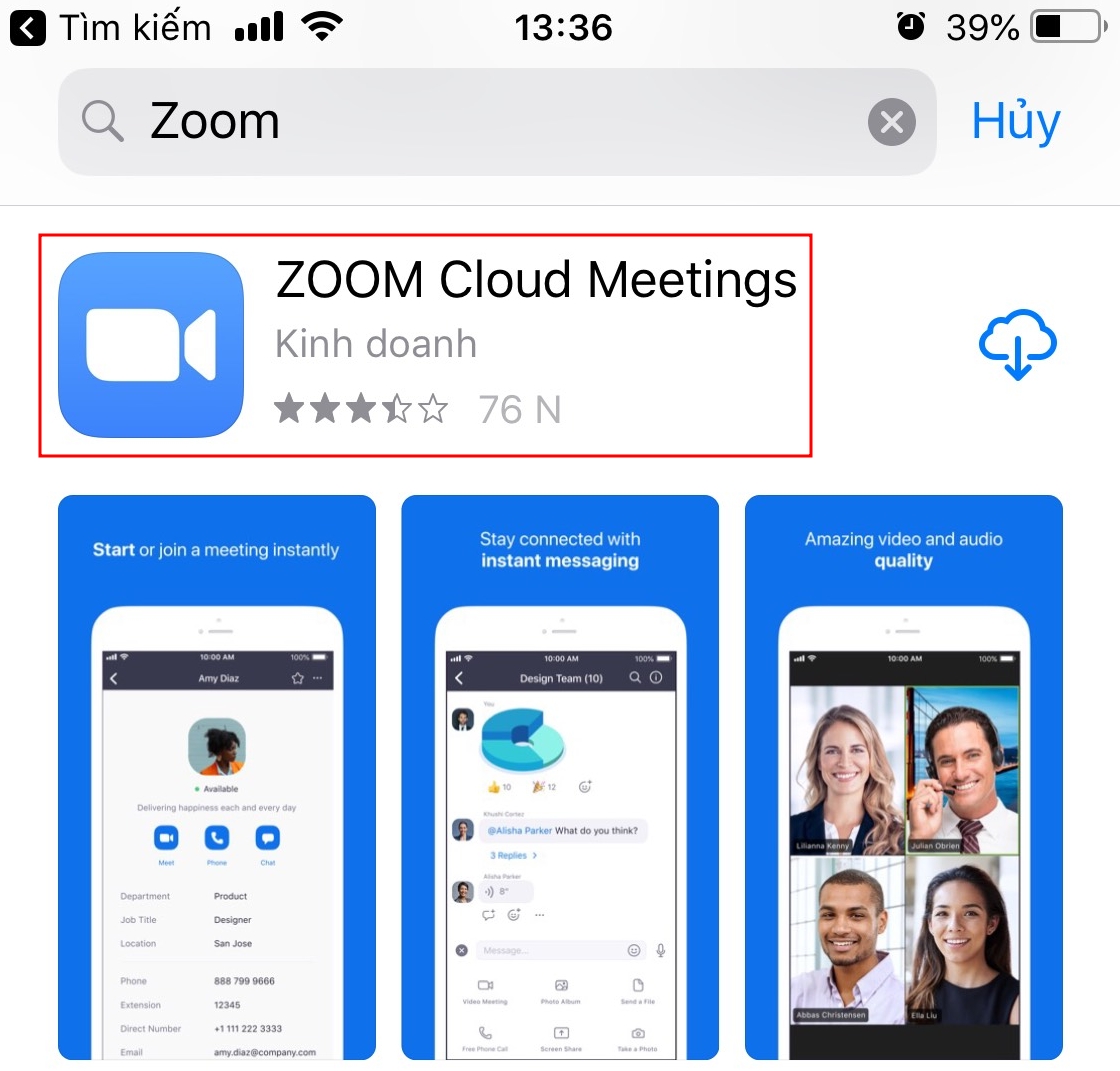 Tìm kiếm 13:36 39%
Zoom Hủy
ZOOM Cloud Meetings
Kinh doanh
76 N
Start or join a meeting instantly
10:00 AM 100%
Amy Diaz
Available
Delivering happiness each and every day
Meet Phone Chat
Department Product
Job Title Designer
Location San Jose
Phone 888 799 9666
Extension 12345
Direct Number +1 111 222 3333
Email amy.diaz@company.com
Stay connected with
instant messaging
10:00 AM 100%
Design Team (10)
You
10 12
Khushi Cortez
@Alisha Parker What do you think?
3 Replies >
Alisha Parker
8"
Message...
Video Meeting Photo Album Send a File
Free Phone Call Screen Share Take a Photo
Amazing video and audio
quality
10:00 AM 100%
Lilianna Kenny Julian Obrien
Abbas Christensen Ella Liu